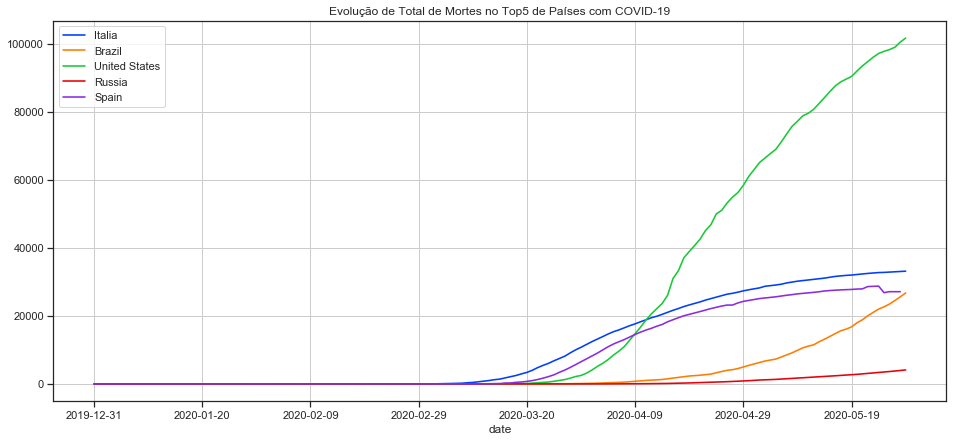 Evolução de Total de Mortes no Top5 de Países com COVID-19
Italia
Brazil
United States
Russia
Spain
100000
80000
60000
40000
20000
0
2019-12-31 2020-01-20 2020-02-09 2020-02-29 2020-03-20 2020-04-09 2020-04-29 2020-05-19
date